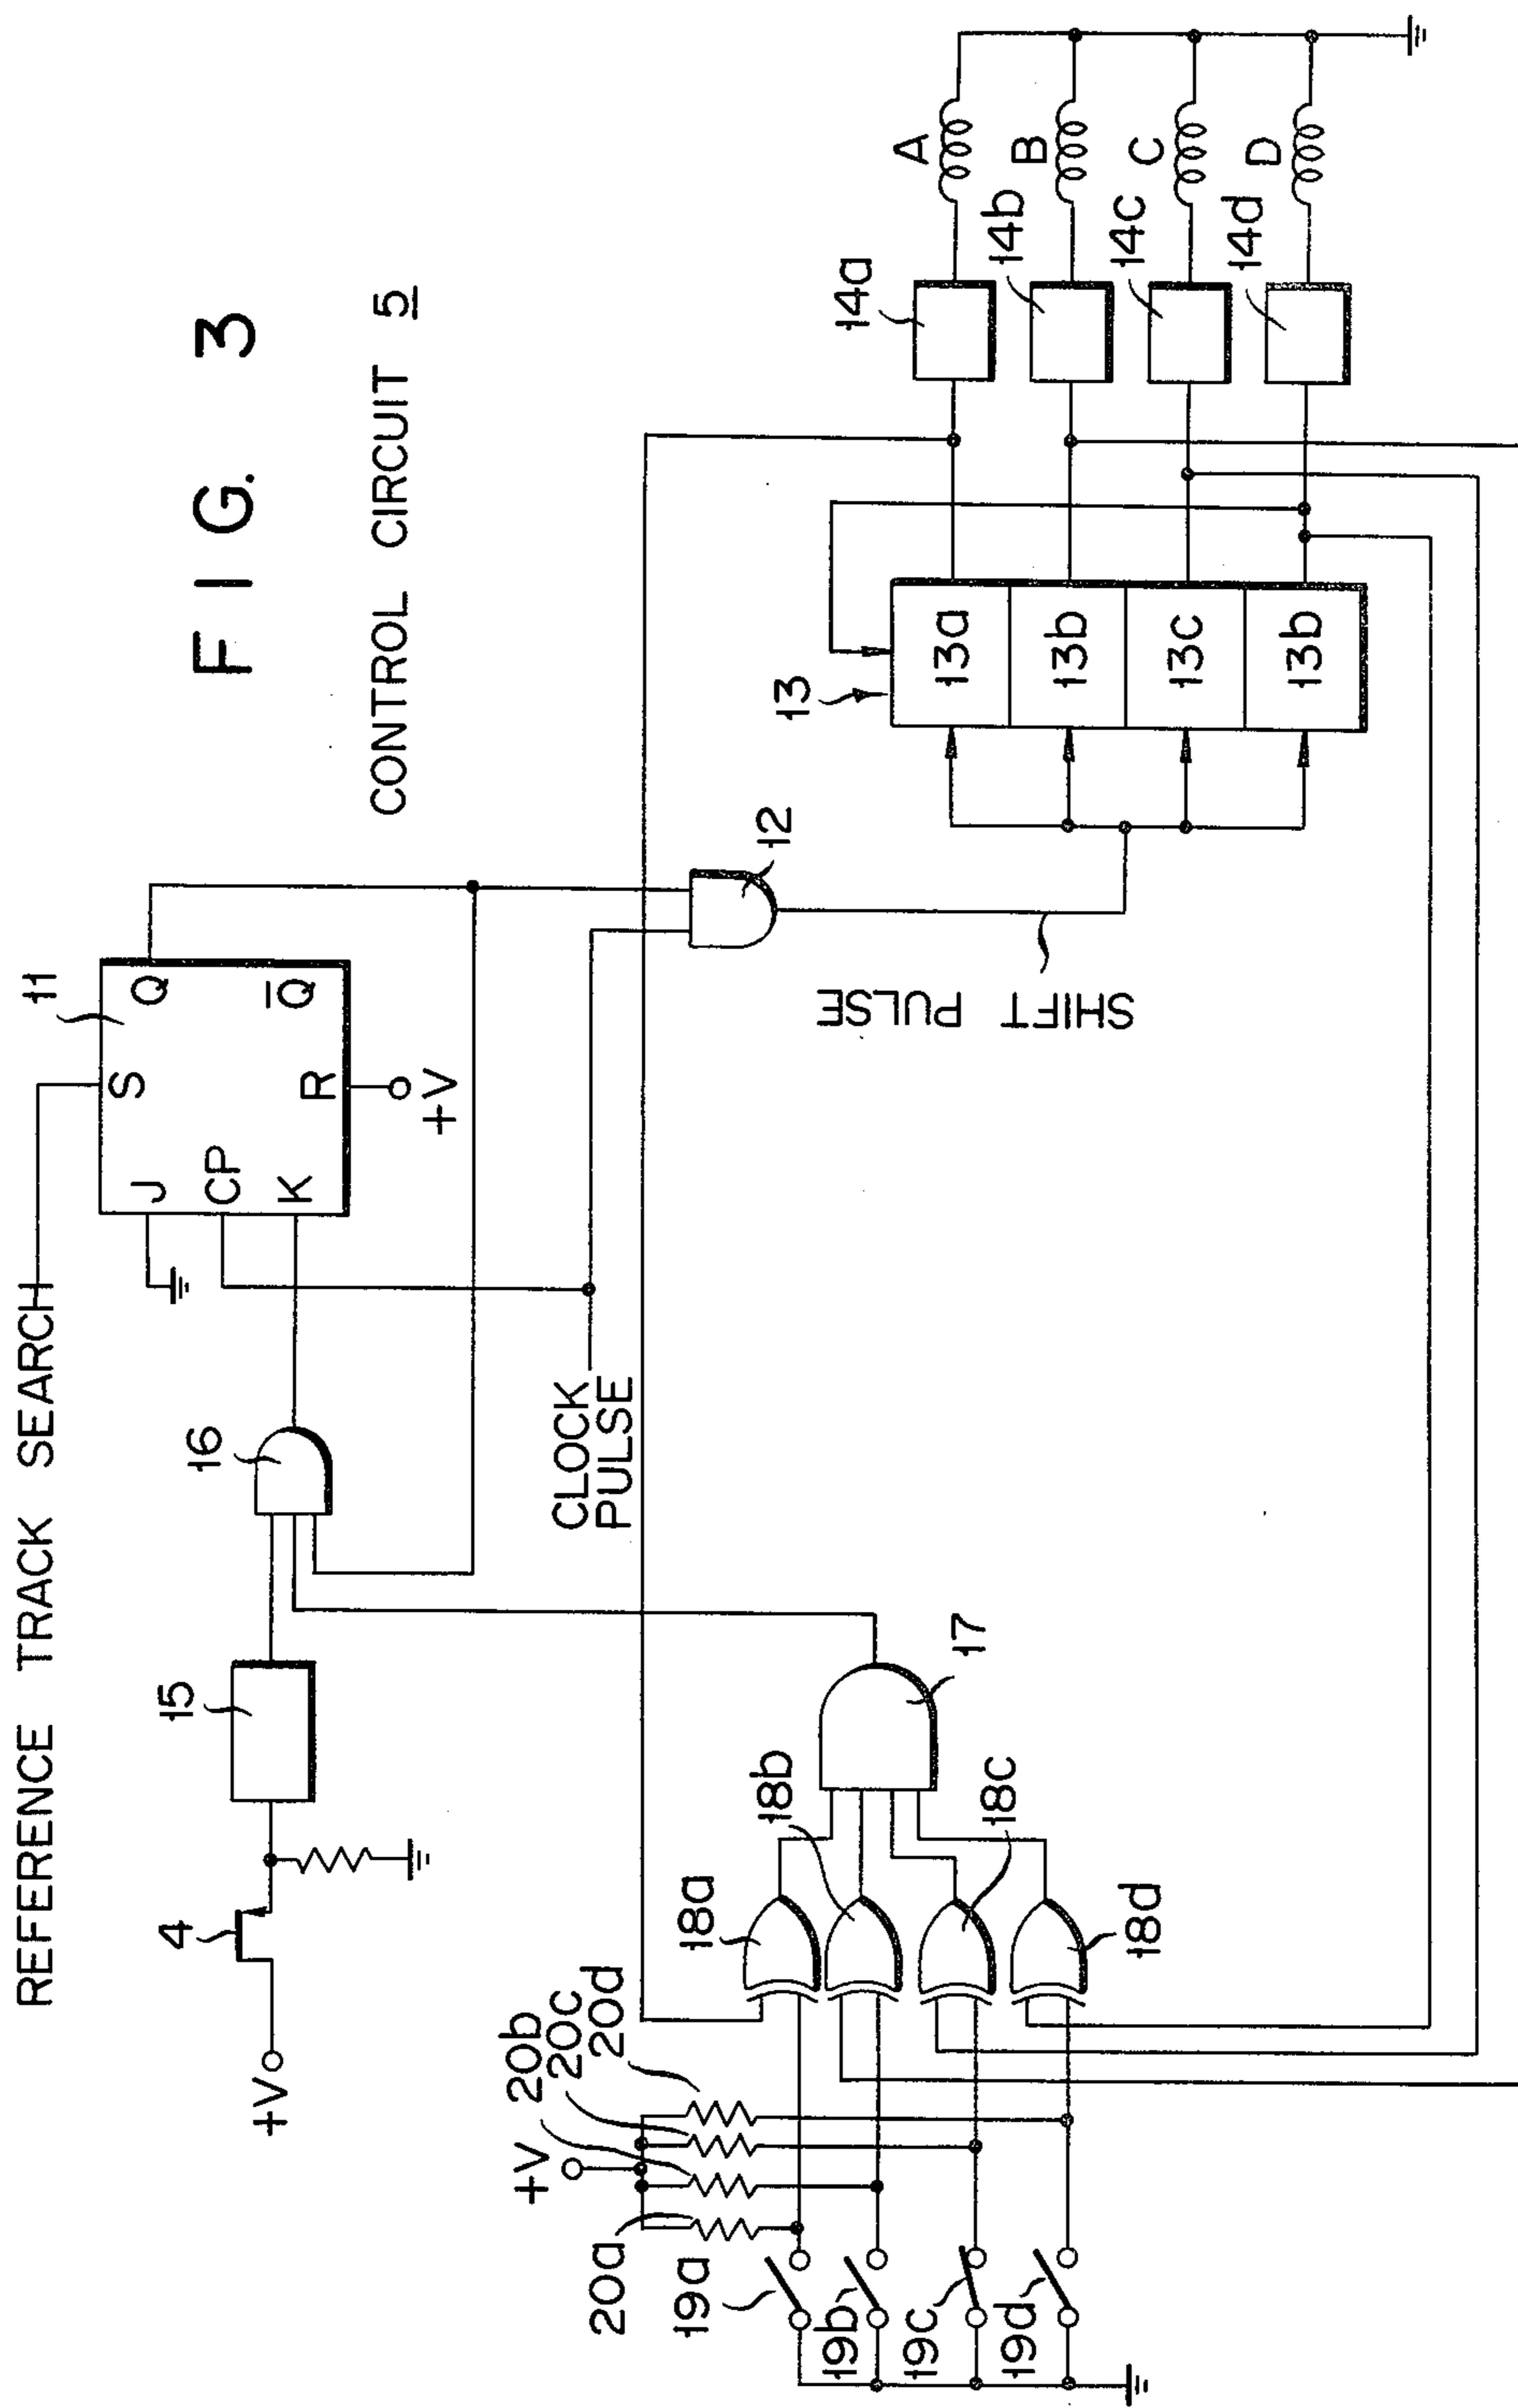 FIG. 3
CONTROL CIRCUIT 5
REFERENCE TRACK SEARCH
+V
4
15
16
11
J
S
Q
CP
K
R
Q̄
+V
CLOCK
PULSE
12
SHIFT PULSE
13
13a
13b
13c
13b
14a
14b
14c
14d
A
B
C
D
17
18a
18b
18c
18d
+V
20a
20b
20c
20d
19a
19b
19c
19d